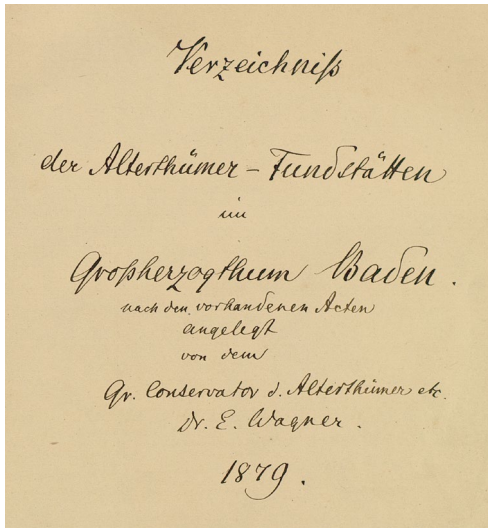 Verzeichniß
der Alterthümer - Fundstätten
im
Großherzogthum Baden.
nach den vorhandenen Acten
angelegt
von dem
Gr. Conservator d. Alterthümer etc.
Dr. E. Wagner.
1879.